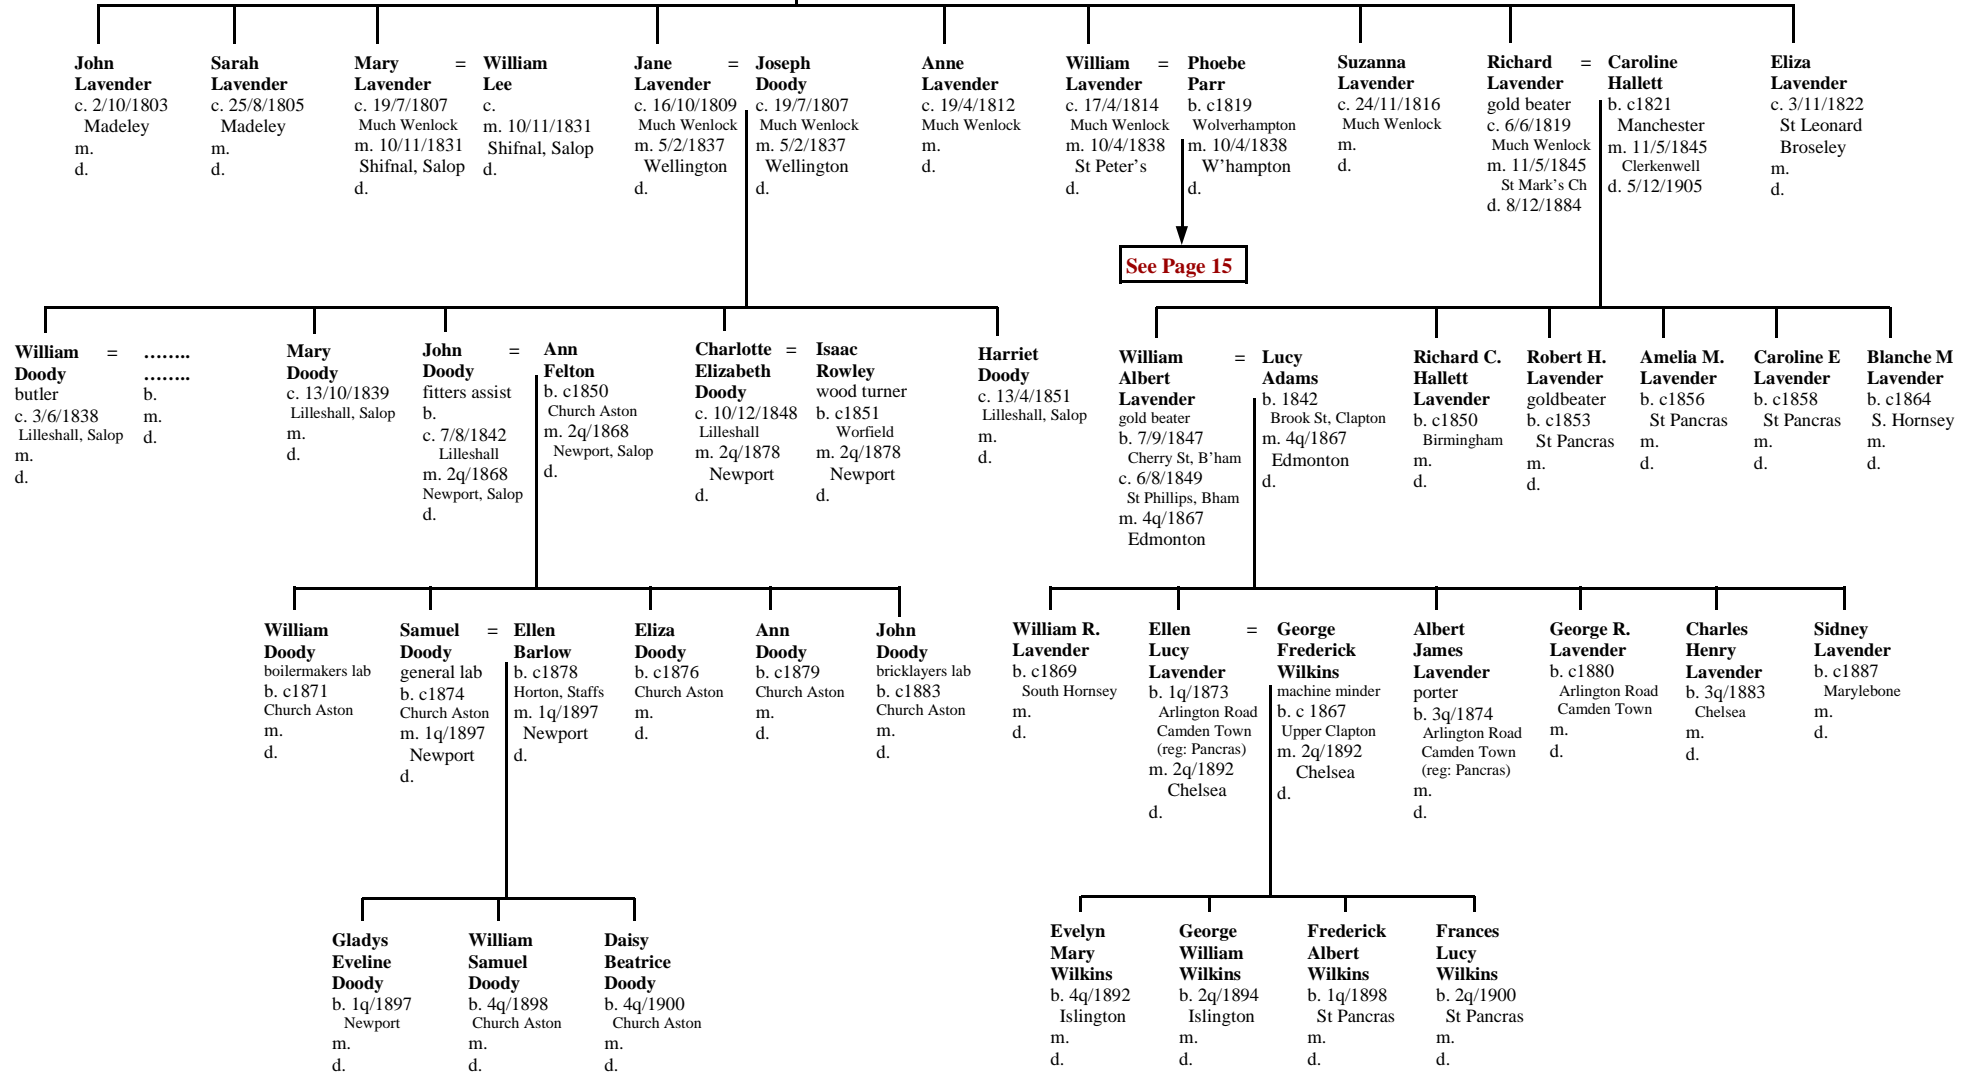 John
Lavender
c. 2/10/1803
Madeley
m.
d.
Sarah
Lavender
c. 25/8/1805
Madeley
m.
d.
Mary
Lavender
c. 19/7/1807
Much Wenlock
m. 10/11/1831
Shifnal, Salop
d.
=
William
Lee
c.
m. 10/11/1831
Shifnal, Salop
d.
Jane
Lavender
c. 16/10/1809
Much Wenlock
m. 5/2/1837
Wellington
d.
=
Joseph
Doody
c. 19/7/1807
Much Wenlock
m. 5/2/1837
Wellington
d.
Anne
Lavender
c. 19/4/1812
Much Wenlock
m.
d.
William
Lavender
c. 17/4/1814
Much Wenlock
m. 10/4/1838
St Peter's
d.
=
Phoebe
Parr
b. c1819
Wolverhampton
m. 10/4/1838
W'hampton
d.
Suzanna
Lavender
c. 24/11/1816
Much Wenlock
m.
d.
Richard
Lavender
gold beater
c. 6/6/1819
Much Wenlock
m. 11/5/1845
St Mark's Ch
d. 8/12/1884
=
Caroline
Hallett
b. c1821
Manchester
m. 11/5/1845
Clerkenwell
d. 5/12/1905
Eliza
Lavender
c. 3/11/1822
St Leonard
Broseley
m.
d.
See Page 15
William
Doody
butler
c. 3/6/1838
Lilleshall, Salop
m.
d.
=
........
........
b.
m.
d.
Mary
Doody
c. 13/10/1839
Lilleshall, Salop
m.
d.
John
Doody
fitters assist
b.
c. 7/8/1842
Lilleshall
m. 2q/1868
Newport, Salop
d.
=
Ann
Felton
b. c1850
Church Aston
m. 2q/1868
Newport, Salop
d.
Charlotte
Elizabeth
Doody
c. 10/12/1848
Lilleshall
m. 2q/1878
Newport
d.
=
Isaac
Rowley
wood turner
b. c1851
Worfield
m. 2q/1878
Newport
d.
Harriet
Doody
c. 13/4/1851
Lilleshall, Salop
m.
d.
William
Albert
Lavender
gold beater
b. 7/9/1847
Cherry St, B'ham
c. 6/8/1849
St Phillips, Bham
m. 4q/1867
Edmonton
=
Lucy
Adams
b. 1842
Brook St, Clapton
m. 4q/1867
Edmonton
d.
Richard C.
Hallett
Lavender
b. c1850
Birmingham
m.
d.
Robert H.
Lavender
goldbeater
b. c1853
St Pancras
m.
d.
Amelia M.
Lavender
b. c1856
St Pancras
m.
d.
Caroline E
Lavender
b. c1858
St Pancras
m.
d.
Blanche M
Lavender
b. c1864
S. Hornsey
m.
d.
William
Doody
boilermakers lab
b. c1871
Church Aston
m.
d.
Samuel
Doody
general lab
b. c1874
Church Aston
m. 1q/1897
Newport
d.
=
Ellen
Barlow
b. c1878
Horton, Staffs
m. 1q/1897
Newport
d.
Eliza
Doody
b. c1876
Church Aston
m.
d.
Ann
Doody
b. c1879
Church Aston
m.
d.
John
Doody
bricklayers lab
b. c1883
Church Aston
m.
d.
William R.
Lavender
b. c1869
South Hornsey
m.
d.
Ellen
Lucy
Lavender
b. 1q/1873
Arlington Road
Camden Town
(reg: Pancras)
m. 2q/1892
Chelsea
d.
=
George
Frederick
Wilkins
machine minder
b. c 1867
Upper Clapton
m. 2q/1892
Chelsea
d.
Albert
James
Lavender
porter
b. 3q/1874
Arlington Road
Camden Town
(reg: Pancras)
m.
d.
George R.
Lavender
b. c1880
Arlington Road
Camden Town
m.
d.
Charles
Henry
Lavender
b. 3q/1883
Chelsea
m.
d.
Sidney
Lavender
b. c1887
Marylebone
m.
d.
Gladys
Eveline
Doody
b. 1q/1897
Newport
m.
d.
William
Samuel
Doody
b. 4q/1898
Church Aston
m.
d.
Daisy
Beatrice
Doody
b. 4q/1900
Church Aston
m.
d.
Evelyn
Mary
Wilkins
b. 4q/1892
Islington
m.
d.
George
William
Wilkins
b. 2q/1894
Islington
m.
d.
Frederick
Albert
Wilkins
b. 1q/1898
St Pancras
m.
d.
Frances
Lucy
Wilkins
b. 2q/1900
St Pancras
m.
d.